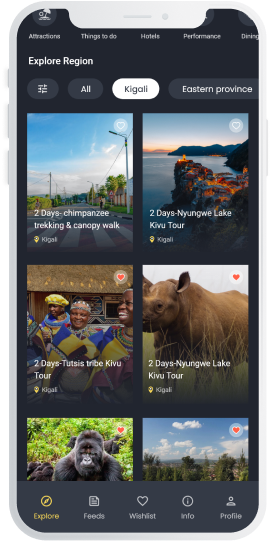 Attractions Things to do Hotels Performance Dining
Explore Region
All Kigali Eastern province
2 Days- chimpanzee
trekking & canopy walk
Kigali
2 Days-Nyungwe Lake
Kivu Tour
Kigali
2 Days-Tutsis tribe Kivu
Tour
Kigali
2 Days-Nyungwe Lake
Kivu Tour
Kigali
Explore Feeds Wishlist Info Profile